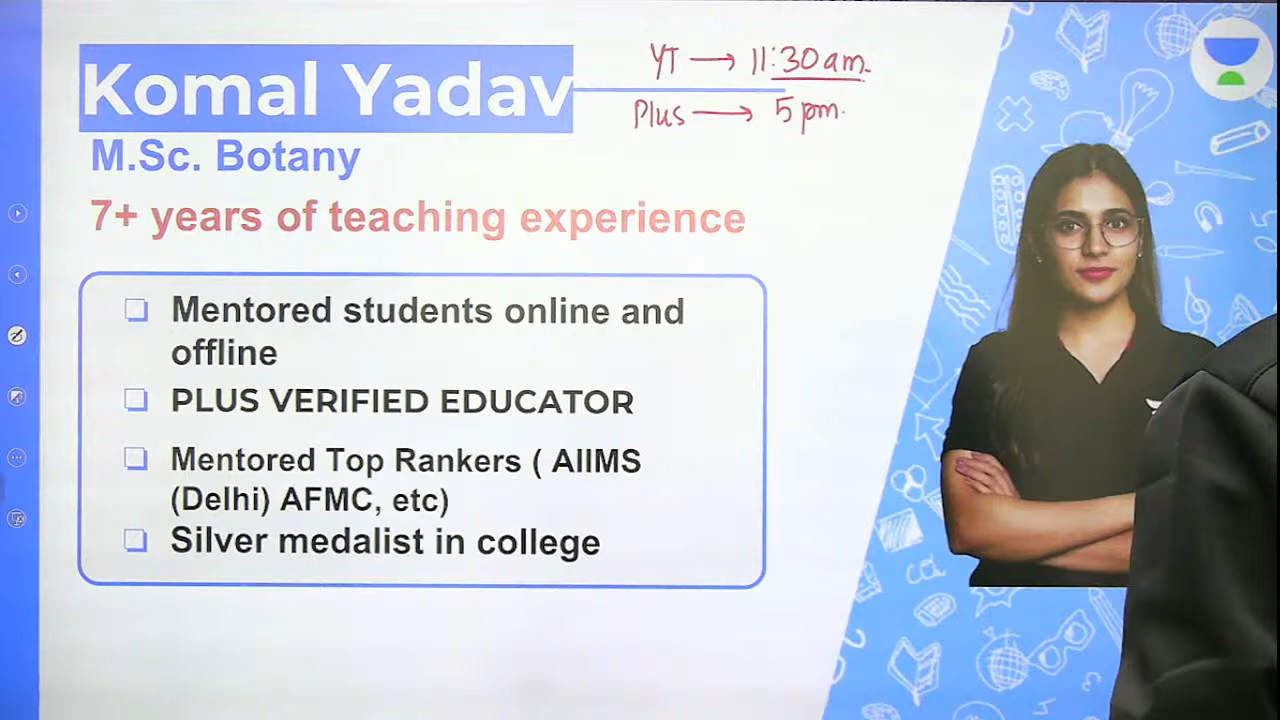 Komal Yadav
YT → 11:30 am.
Plus → 5 pm.
M.Sc. Botany
7+ years of teaching experience
Mentored students online and
offline
PLUS VERIFIED EDUCATOR
Mentored Top Rankers ( AIIMS
(Delhi) AFMC, etc)
Silver medalist in college